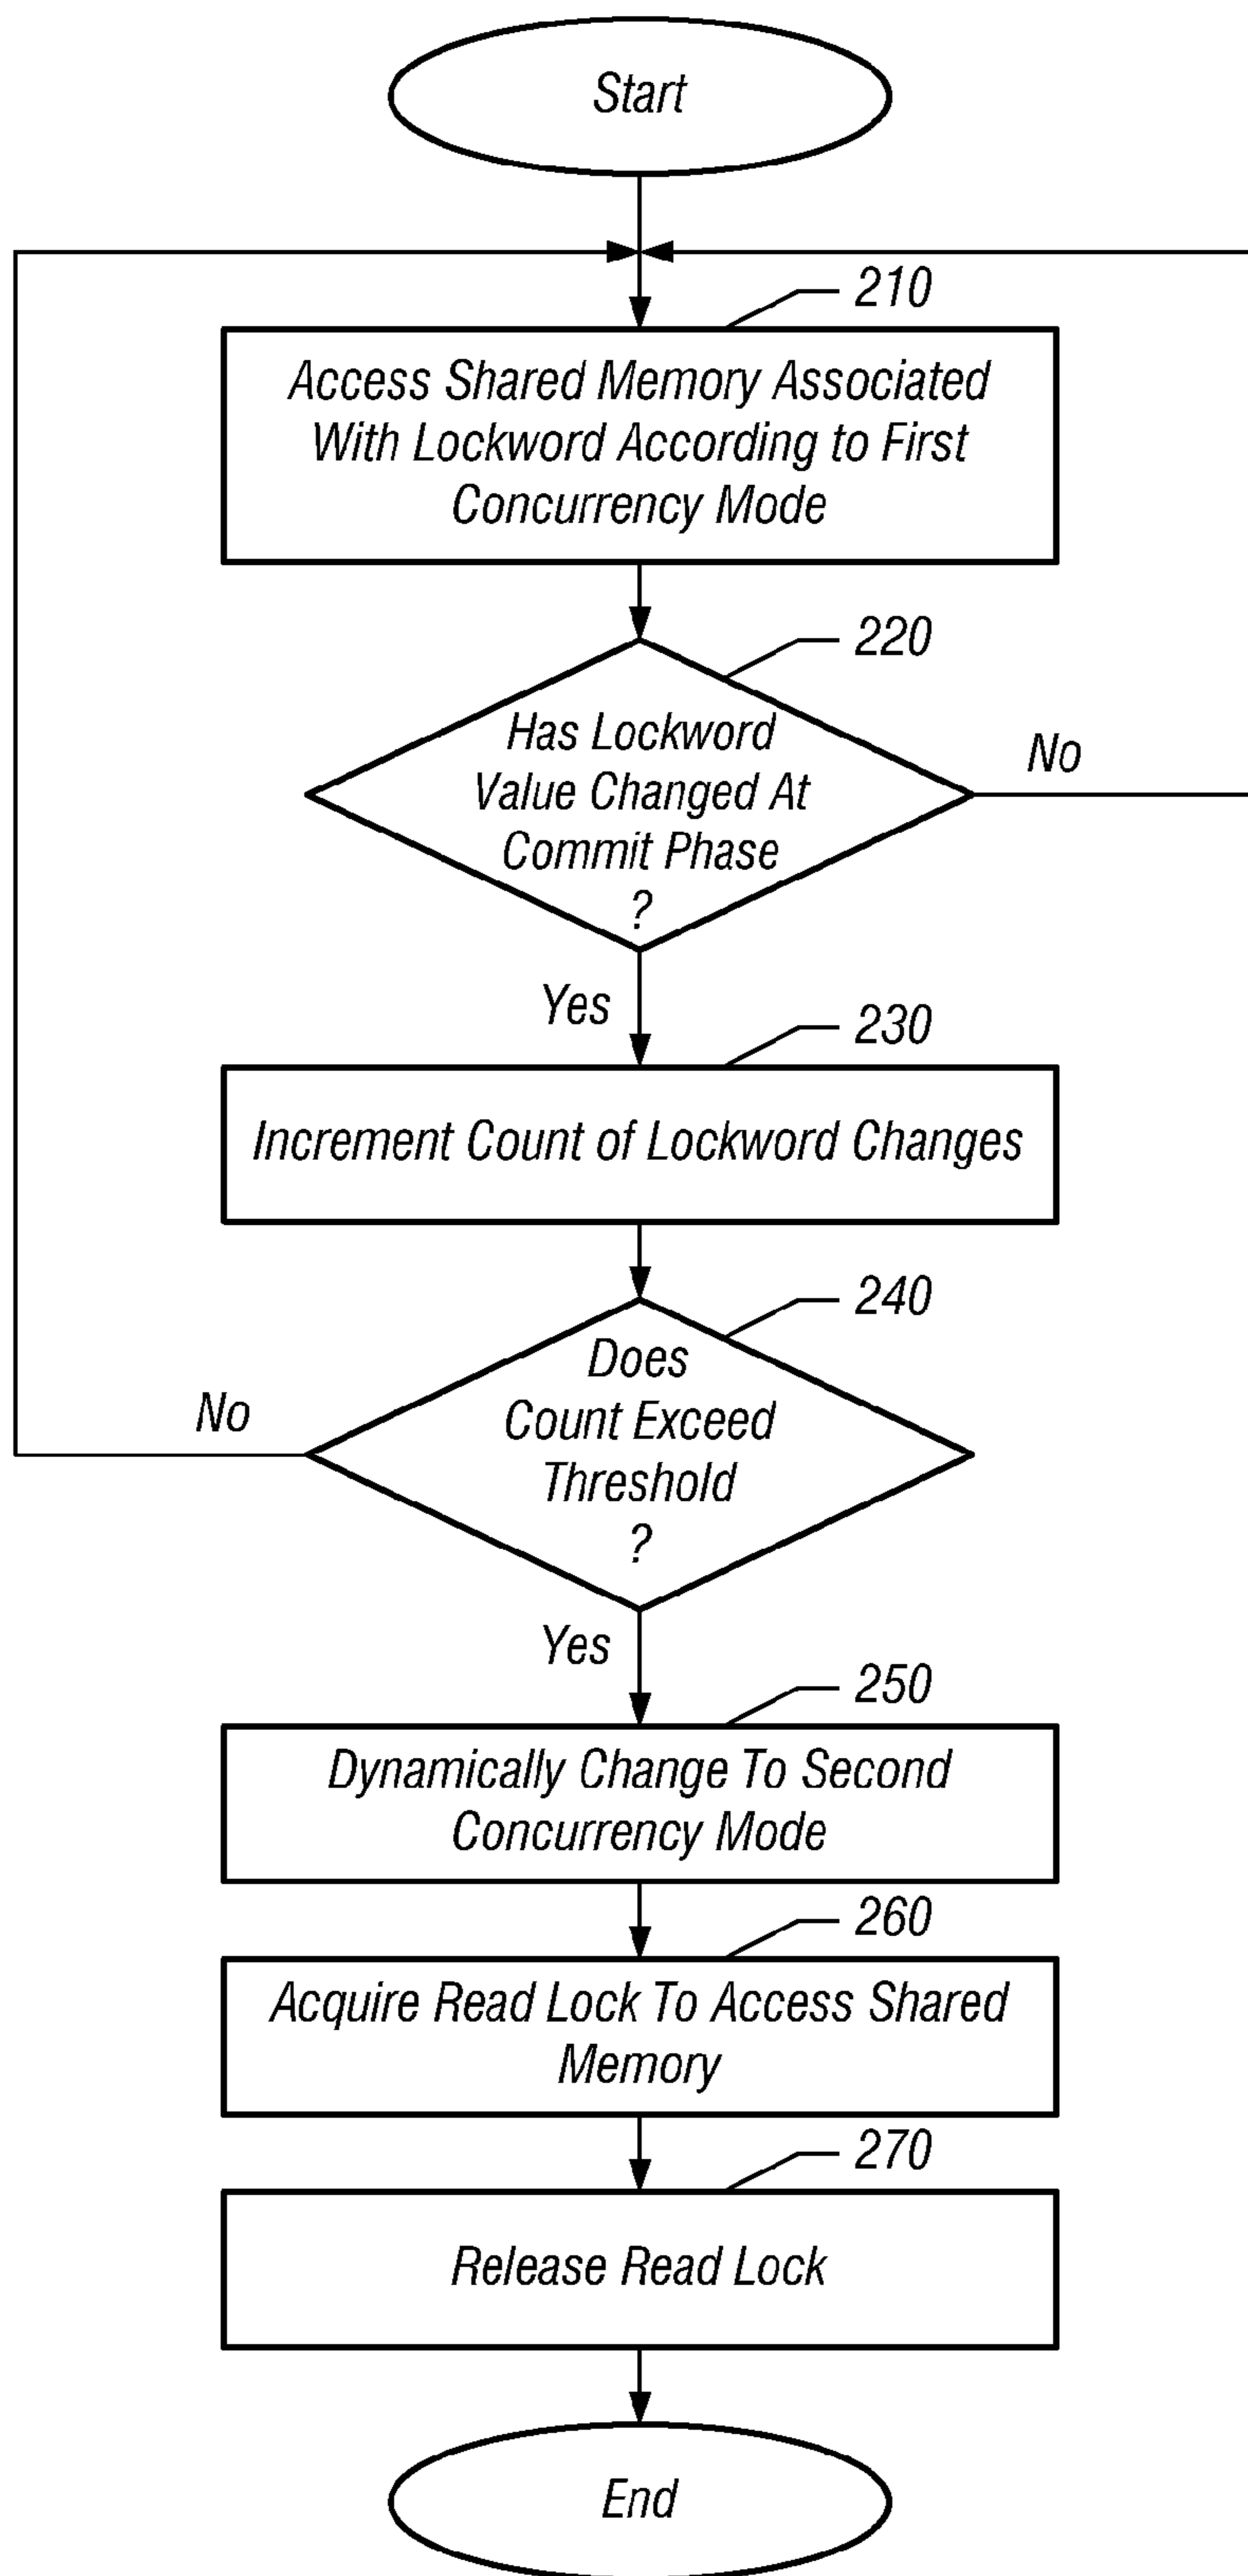 Start
210
Access Shared Memory Associated
With Lockword According to First
Concurrency Mode
220
Has Lockword
Value Changed At
Commit Phase
?
No
Yes
230
Increment Count of Lockword Changes
240
Does
Count Exceed
Threshold
?
No
Yes
250
Dynamically Change To Second
Concurrency Mode
260
Acquire Read Lock To Access Shared
Memory
270
Release Read Lock
End